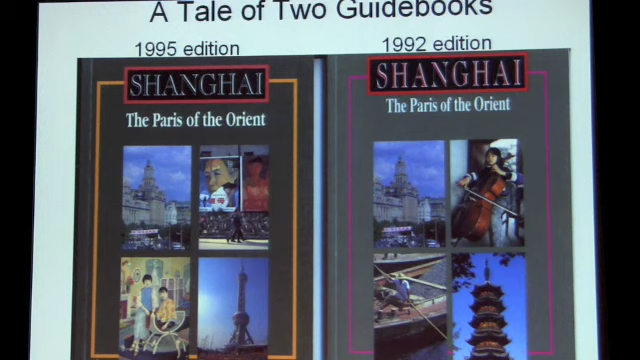 A Tale of Two Guidebooks
1995 edition
1992 edition
SHANGHAI
The Paris of the Orient
SHANGHAI
The Paris of the Orient